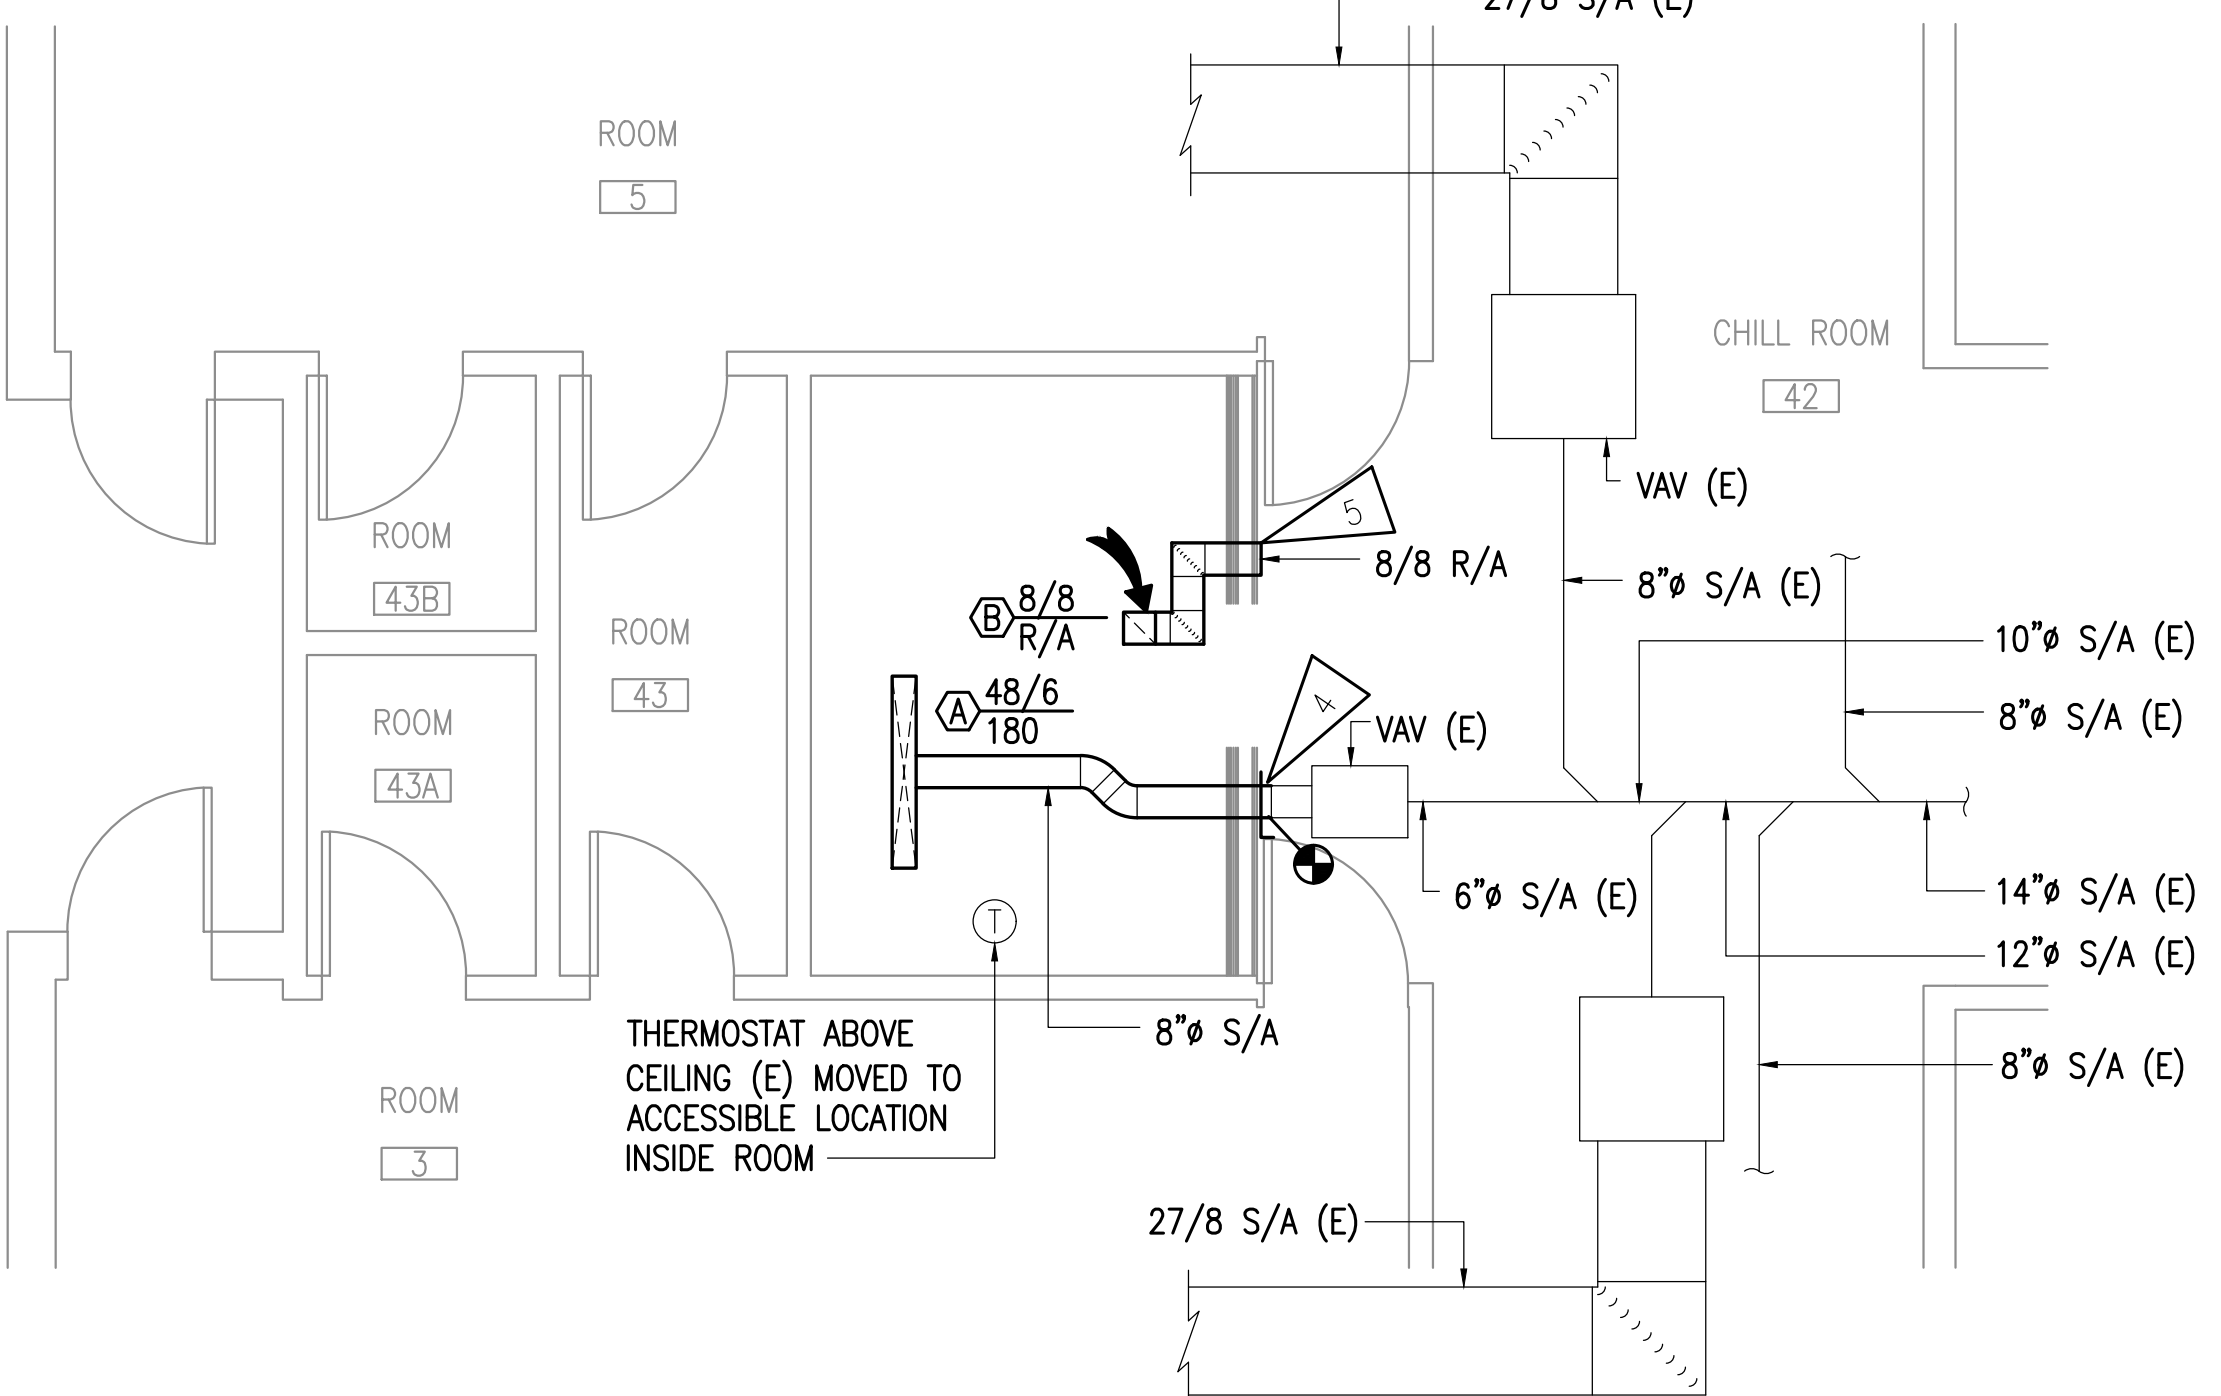 27/8 S/A (E)
ROOM
5
CHILL ROOM
42
VAV (E)
5
ROOM
43B
8/8 R/A
8"ø S/A (E)
B 8/8
R/A
ROOM
43
10"ø S/A (E)
A 48/6
180
4
ROOM
43A
VAV (E)
8"ø S/A (E)
6"ø S/A (E)
14"ø S/A (E)
T
12"ø S/A (E)
THERMOSTAT ABOVE
CEILING (E) MOVED TO
ACCESSIBLE LOCATION
INSIDE ROOM
8"ø S/A
8"ø S/A (E)
ROOM
3
27/8 S/A (E)